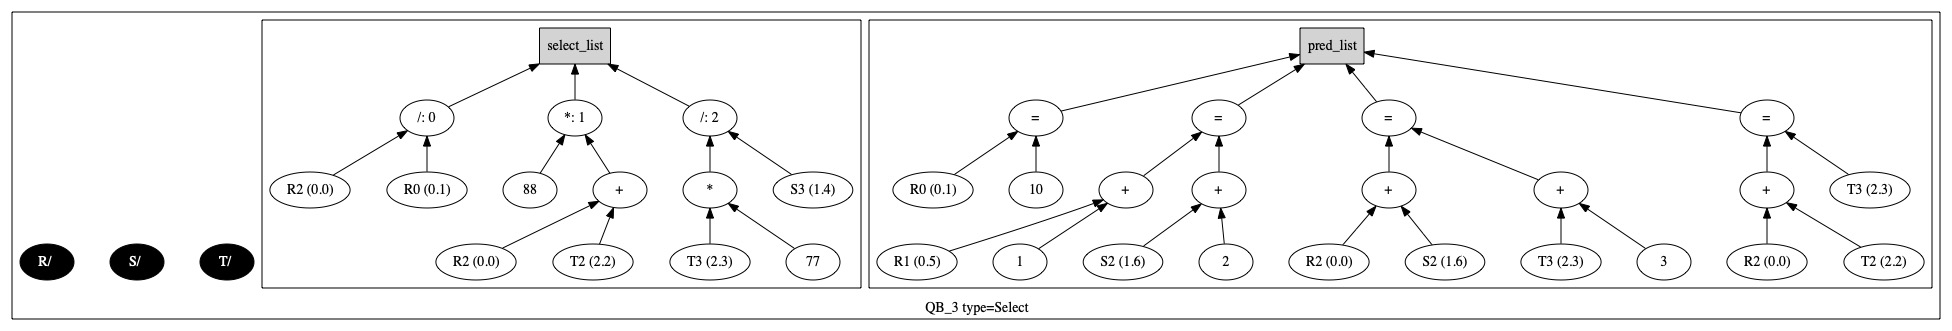 select_list
pred_list
/: 0
*: 1
/: 2
=
=
=
=
R2 (0.0)
R0 (0.1)
88
+
*
S3 (1.4)
R0 (0.1)
10
+
+
+
+
+
T3 (2.3)
R/
S/
T/
R2 (0.0)
T2 (2.2)
T3 (2.3)
77
R1 (0.5)
1
S2 (1.6)
2
R2 (0.0)
S2 (1.6)
T3 (2.3)
3
R2 (0.0)
T2 (2.2)
QB_3 type=Select